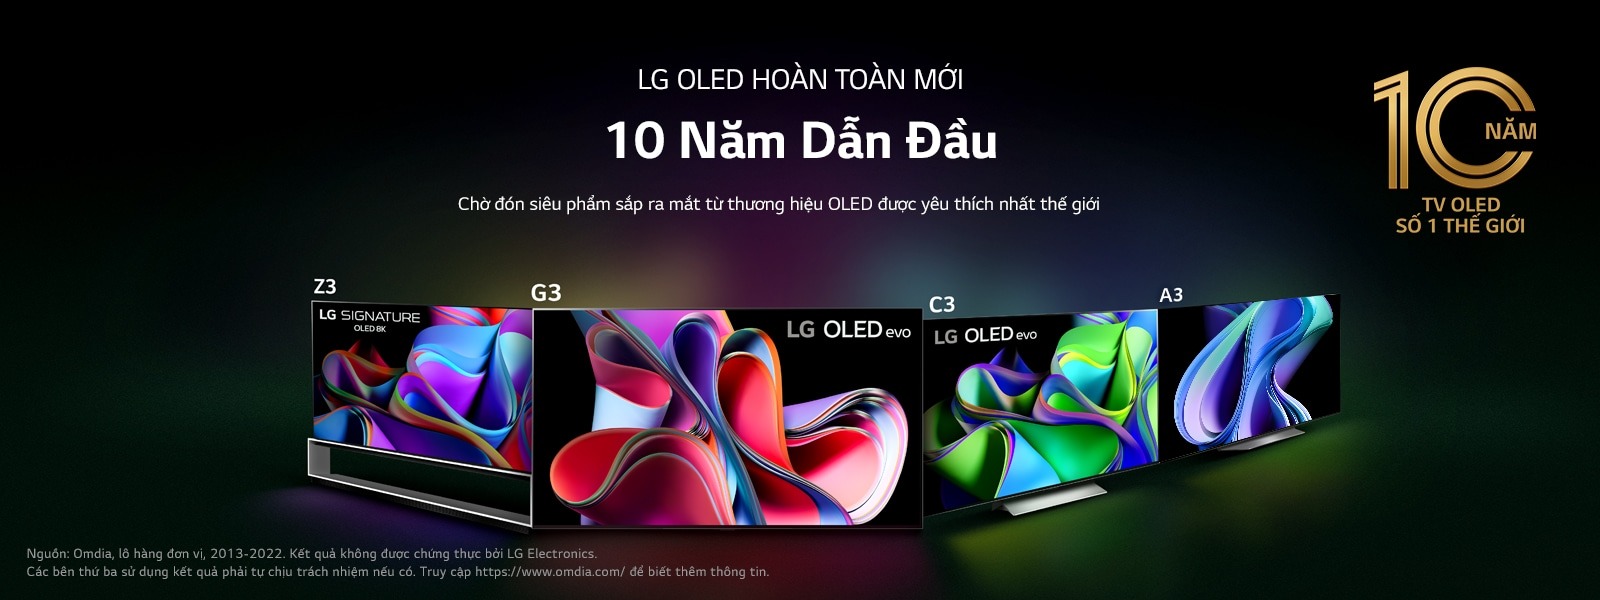 LG OLED HOÀN TOÀN MỚI
10 Năm Dẫn Đầu
Chờ đón siêu phẩm sắp ra mắt từ thương hiệu OLED được yêu thích nhất thế giới
10 NĂM
TV OLED
SỐ 1 THẾ GIỚI
Z3
G3
C3
A3
LG SIGNATURE
OLED 8K
LG OLED evo
LG OLED evo
Nguồn: Omdia, lô hàng đơn vị, 2013-2022. Kết quả không được chứng thực bởi LG Electronics.
Các bên thứ ba sử dụng kết quả phải tự chịu trách nhiệm nếu có. Truy cập https://www.omdia.com/ để biết thêm thông tin.